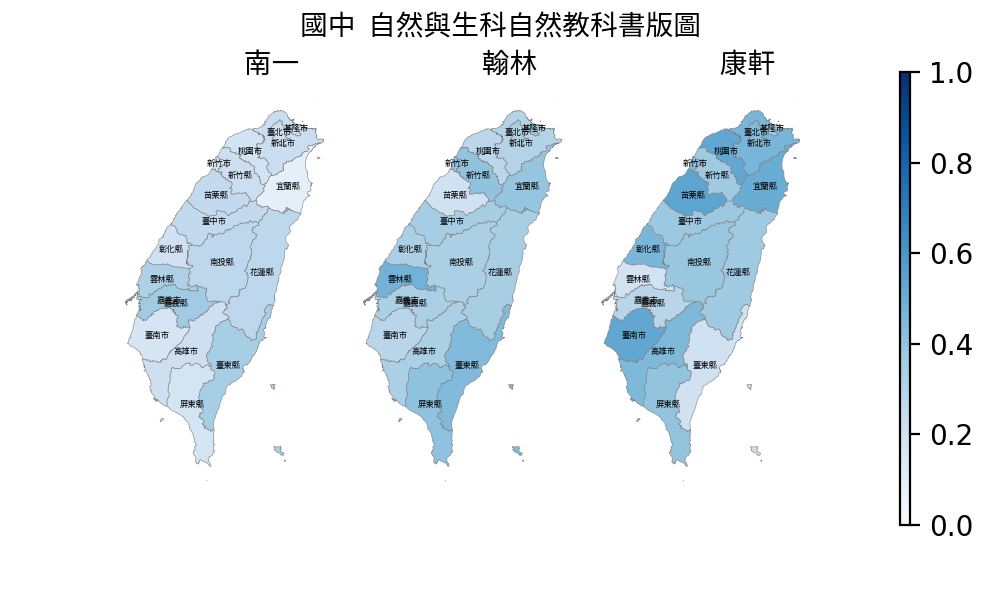 國中 自然與生科自然教科書版圖
南一
翰林
康軒
基隆市
臺北市
新北市
桃園市
新竹市
新竹縣
宜蘭縣
苗栗縣
臺中市
彰化縣
南投縣
花蓮縣
雲林縣
嘉義市
嘉義縣
臺南市
高雄市
臺東縣
屏東縣
基隆市
臺北市
新北市
桃園市
新竹市
新竹縣
宜蘭縣
苗栗縣
臺中市
彰化縣
南投縣
花蓮縣
雲林縣
嘉義市
嘉義縣
臺南市
高雄市
臺東縣
屏東縣
基隆市
臺北市
新北市
桃園市
新竹市
新竹縣
宜蘭縣
苗栗縣
臺中市
彰化縣
南投縣
花蓮縣
雲林縣
嘉義市
嘉義縣
臺南市
高雄市
臺東縣
屏東縣
1.0
0.8
0.6
0.4
0.2
0.0